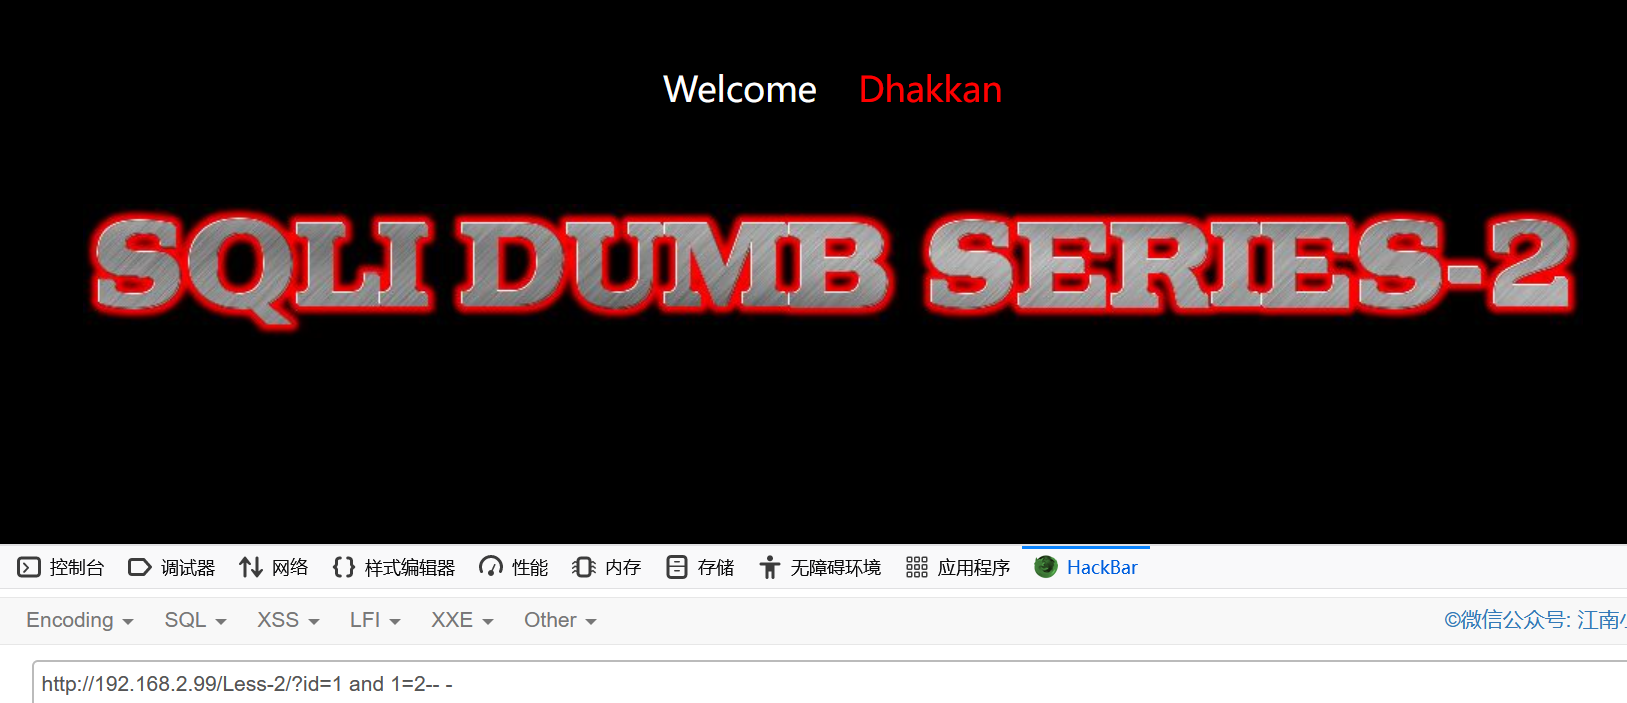 Welcome Dhakkan
SQLI DUMB SERIES-2
控制台 调试器 网络 样式编辑器 性能 内存 存储 无障碍环境 应用程序 HackBar
Encoding SQL XSS LFI XXE Other ©微信公众号: 江南小
http://192.168.2.99/Less-2/?id=1 and 1=2-- -